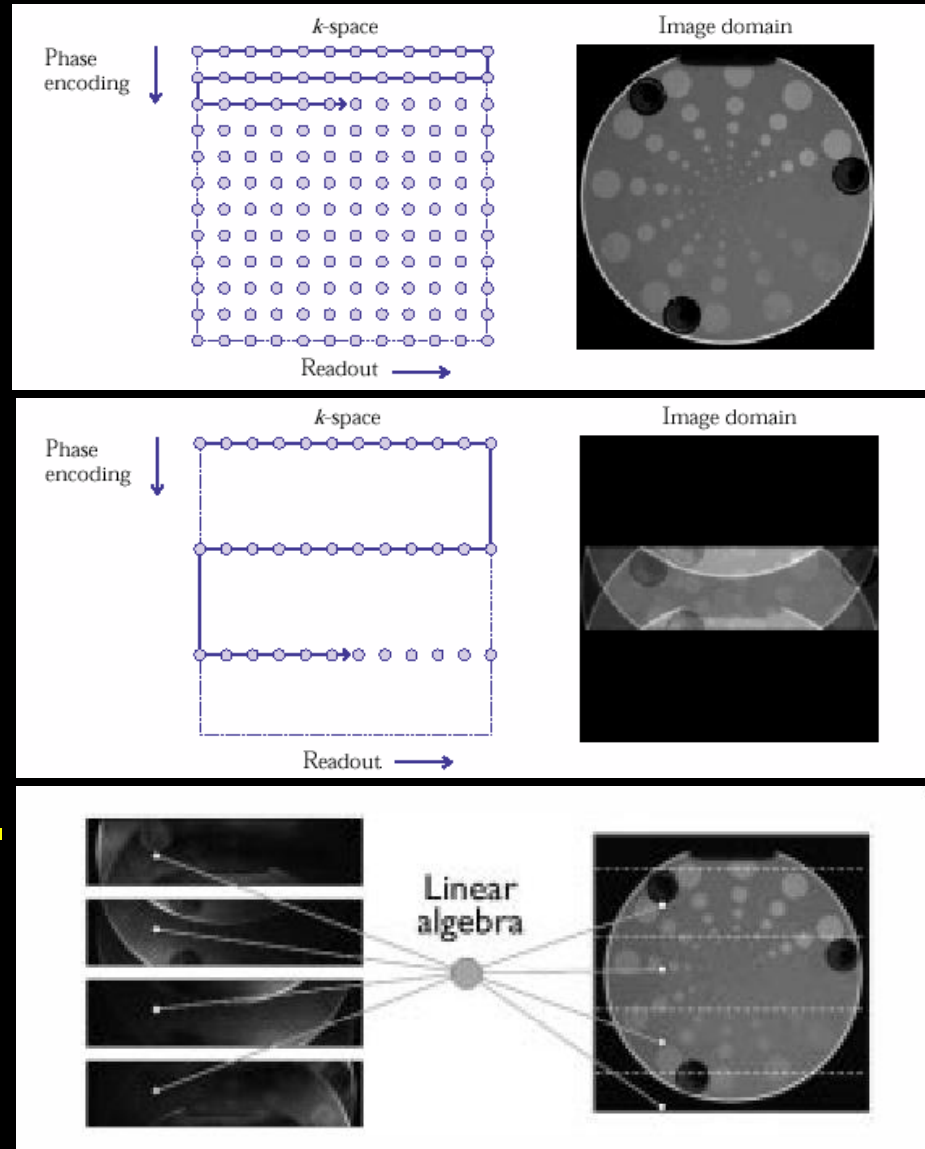 k-space
Image domain
Phase
encoding
Readout
k-space
Image domain
Phase
encoding
Readout
Linear
algebra